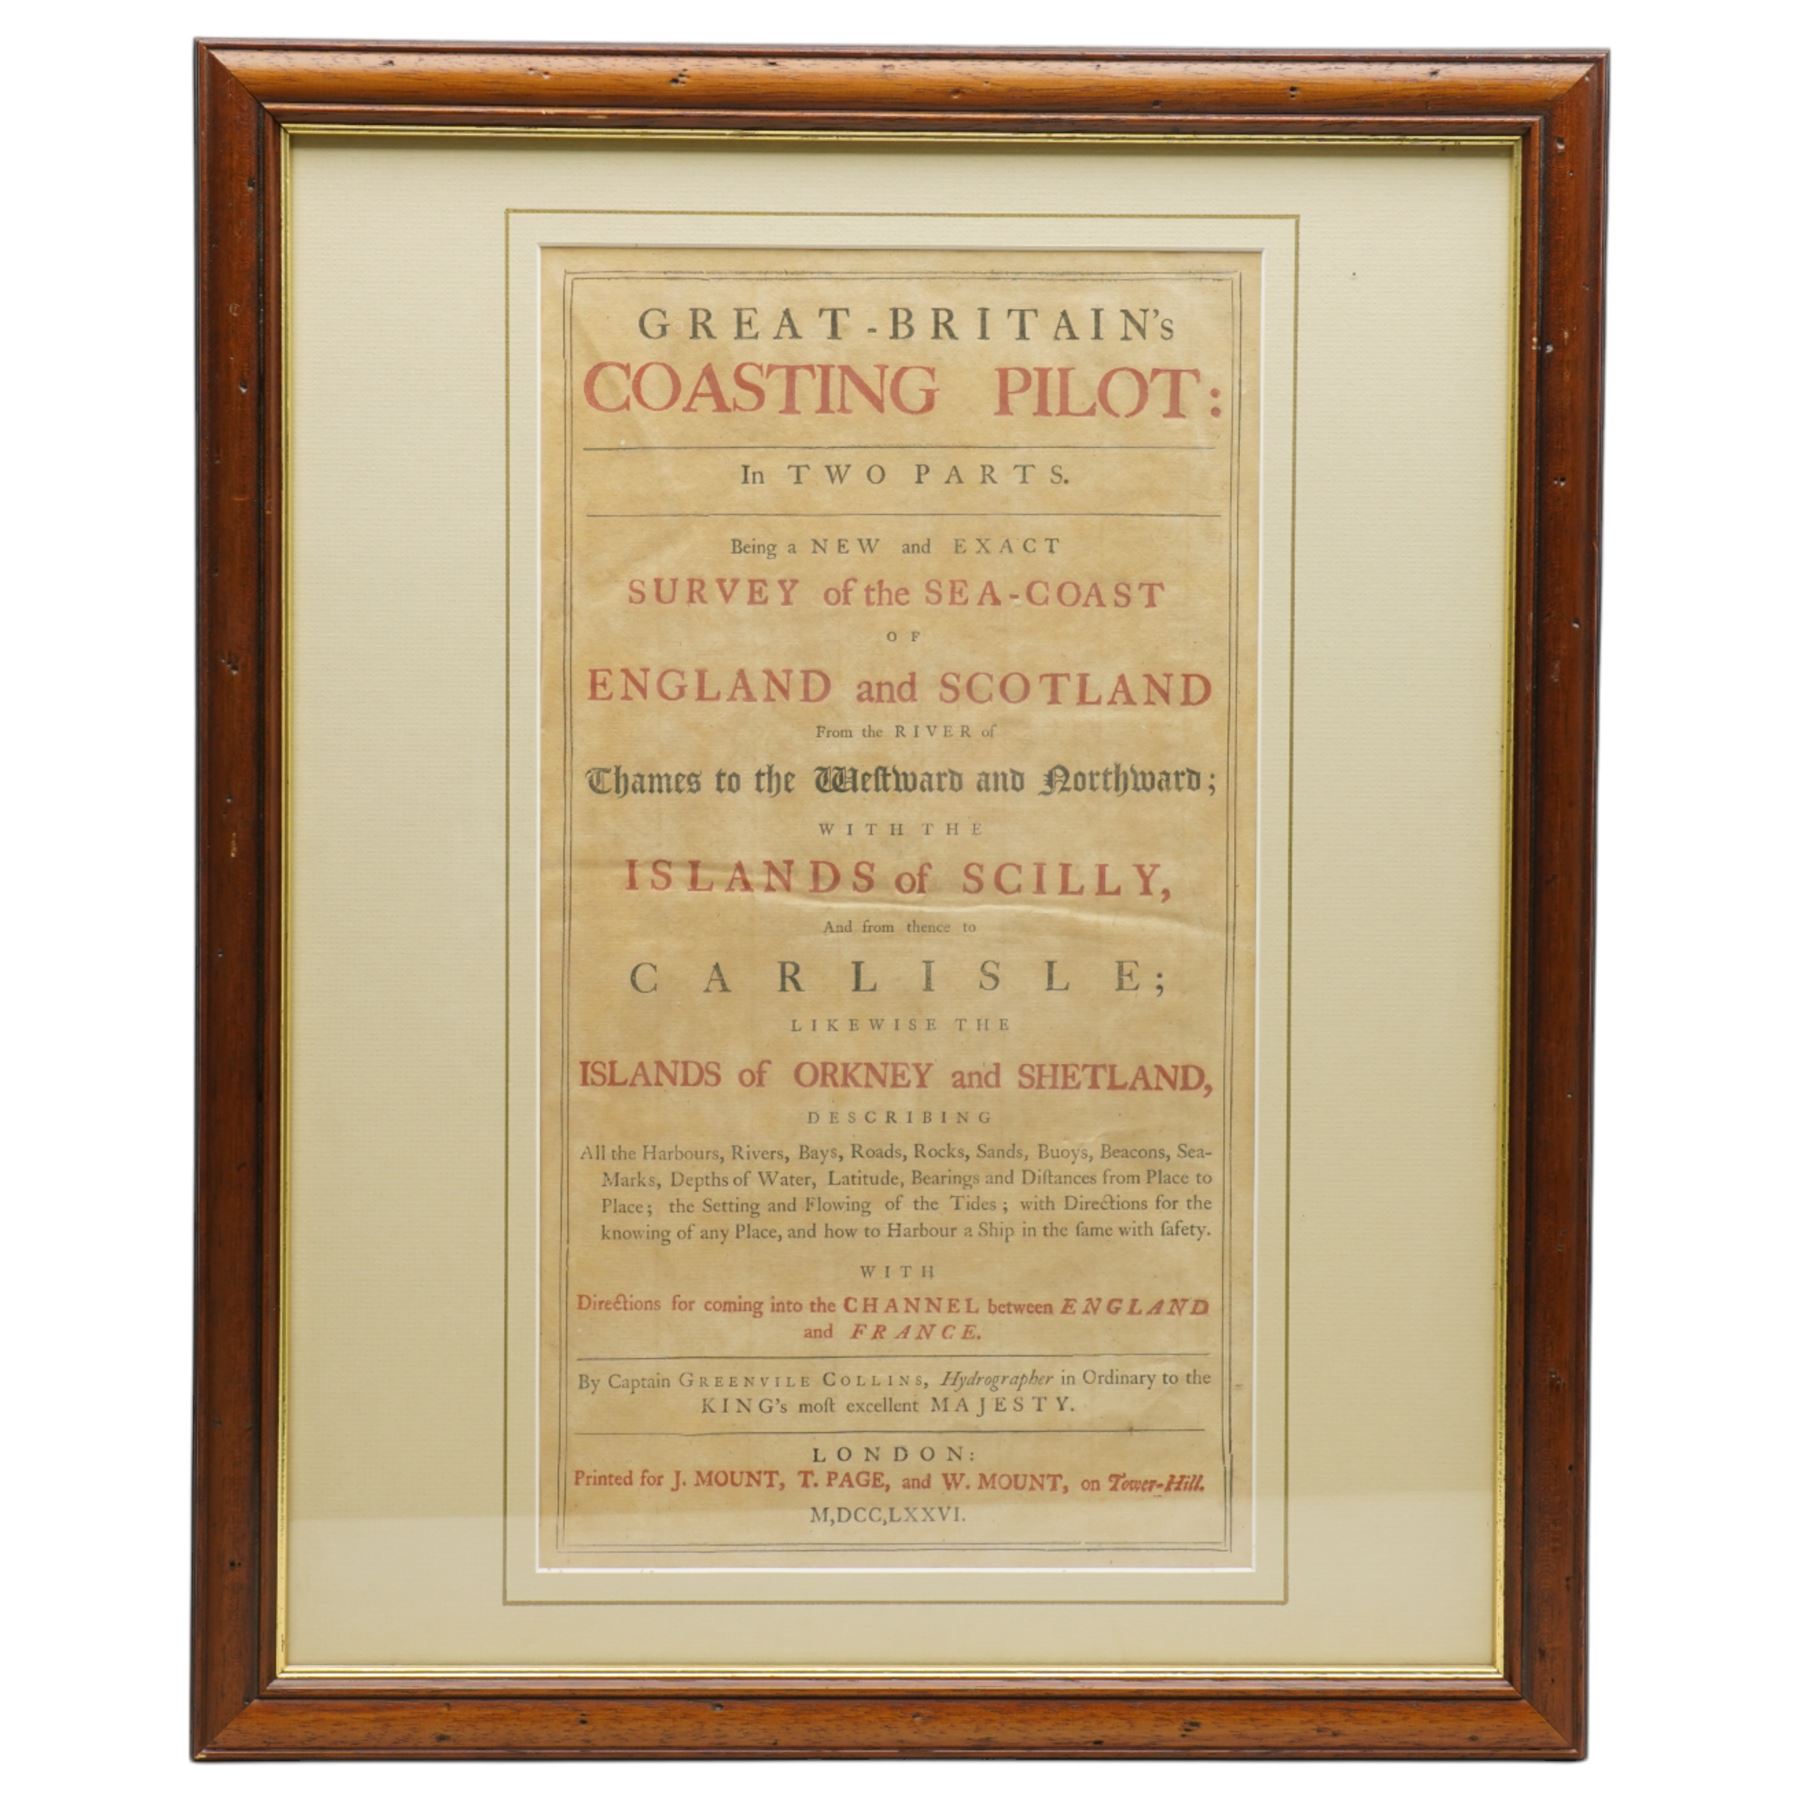 GREAT-BRITAIN's
COASTING PILOT:
In TWO PARTS.
Being a NEW and EXACT
SURVEY of the SEA-COAST
OF
ENGLAND and SCOTLAND
From the RIVER of
Thames to the Weſtward and Northward;
WITH THE
ISLANDS of SCILLY,
And from thence to
CARLISLE;
LIKEWISE THE
ISLANDS of ORKNEY and SHETLAND,
DESCRIBING
All the Harbours, Rivers, Bays, Roads, Rocks, Sands, Buoys, Beacons, Sea-
Marks, Depths of Water, Latitude, Bearings and Diſtances from Place to
Place; the Setting and Flowing of the Tides; with Directions for the
knowing of any Place, and how to Harbour a Ship in the ſame with ſafety.
WITH
Directions for coming into the CHANNEL between ENGLAND
and FRANCE.
By Captain GREENVILE COLLINS, Hydrographer in Ordinary to the
KING's moſt excellent MAJESTY.
LONDON:
Printed for J. MOUNT, T. PAGE, and W. MOUNT, on Tower-Hill.
M,DCC,LXXVI.